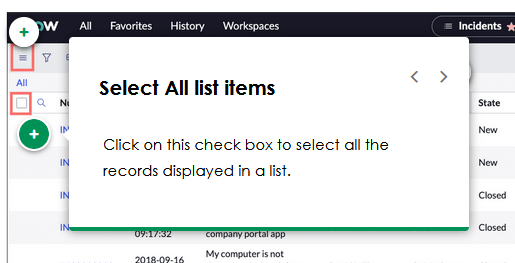 OW All Favorites History Workspaces Incidents
All
Select All list items
State
Click on this check box to select all the
records displayed in a list.
IN New
IN New
IN Closed
IN Closed
09:17:32 company portal app
2018-09-16 My computer is not